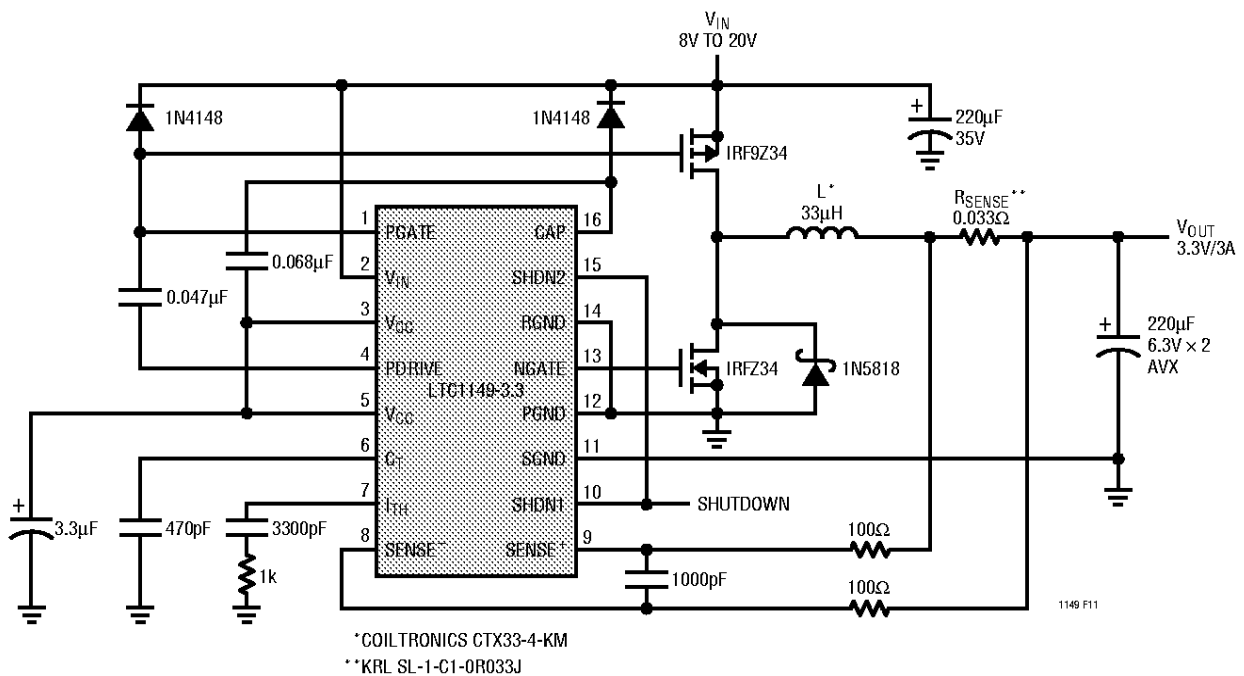 VIN
8V TO 20V
1N4148
1N4148
IRF9Z34
+
220µF
35V
L*
33µH
RSENSE**
0.033Ω
VOUT
3.3V/3A
1
PGATE
CAP
16
0.068µF
2
VIN
SHDN2
15
0.047µF
3
VCC
RGND
14
4
PDRIVE
NGATE
13
LTC1149-3.3
IRFZ34
1N5818
+
220µF
6.3V × 2
AVX
5
VCC
PGND
12
6
CT
SGND
11
7
ITH
SHDN1
10
SHUTDOWN
+
3.3µF
470pF
3300pF
8
SENSE−
SENSE+
9
100Ω
1k
1000pF
100Ω
1149 F11
*COILTRONICS CTX33-4-KM
**KRL SL-1-C1-0R033J